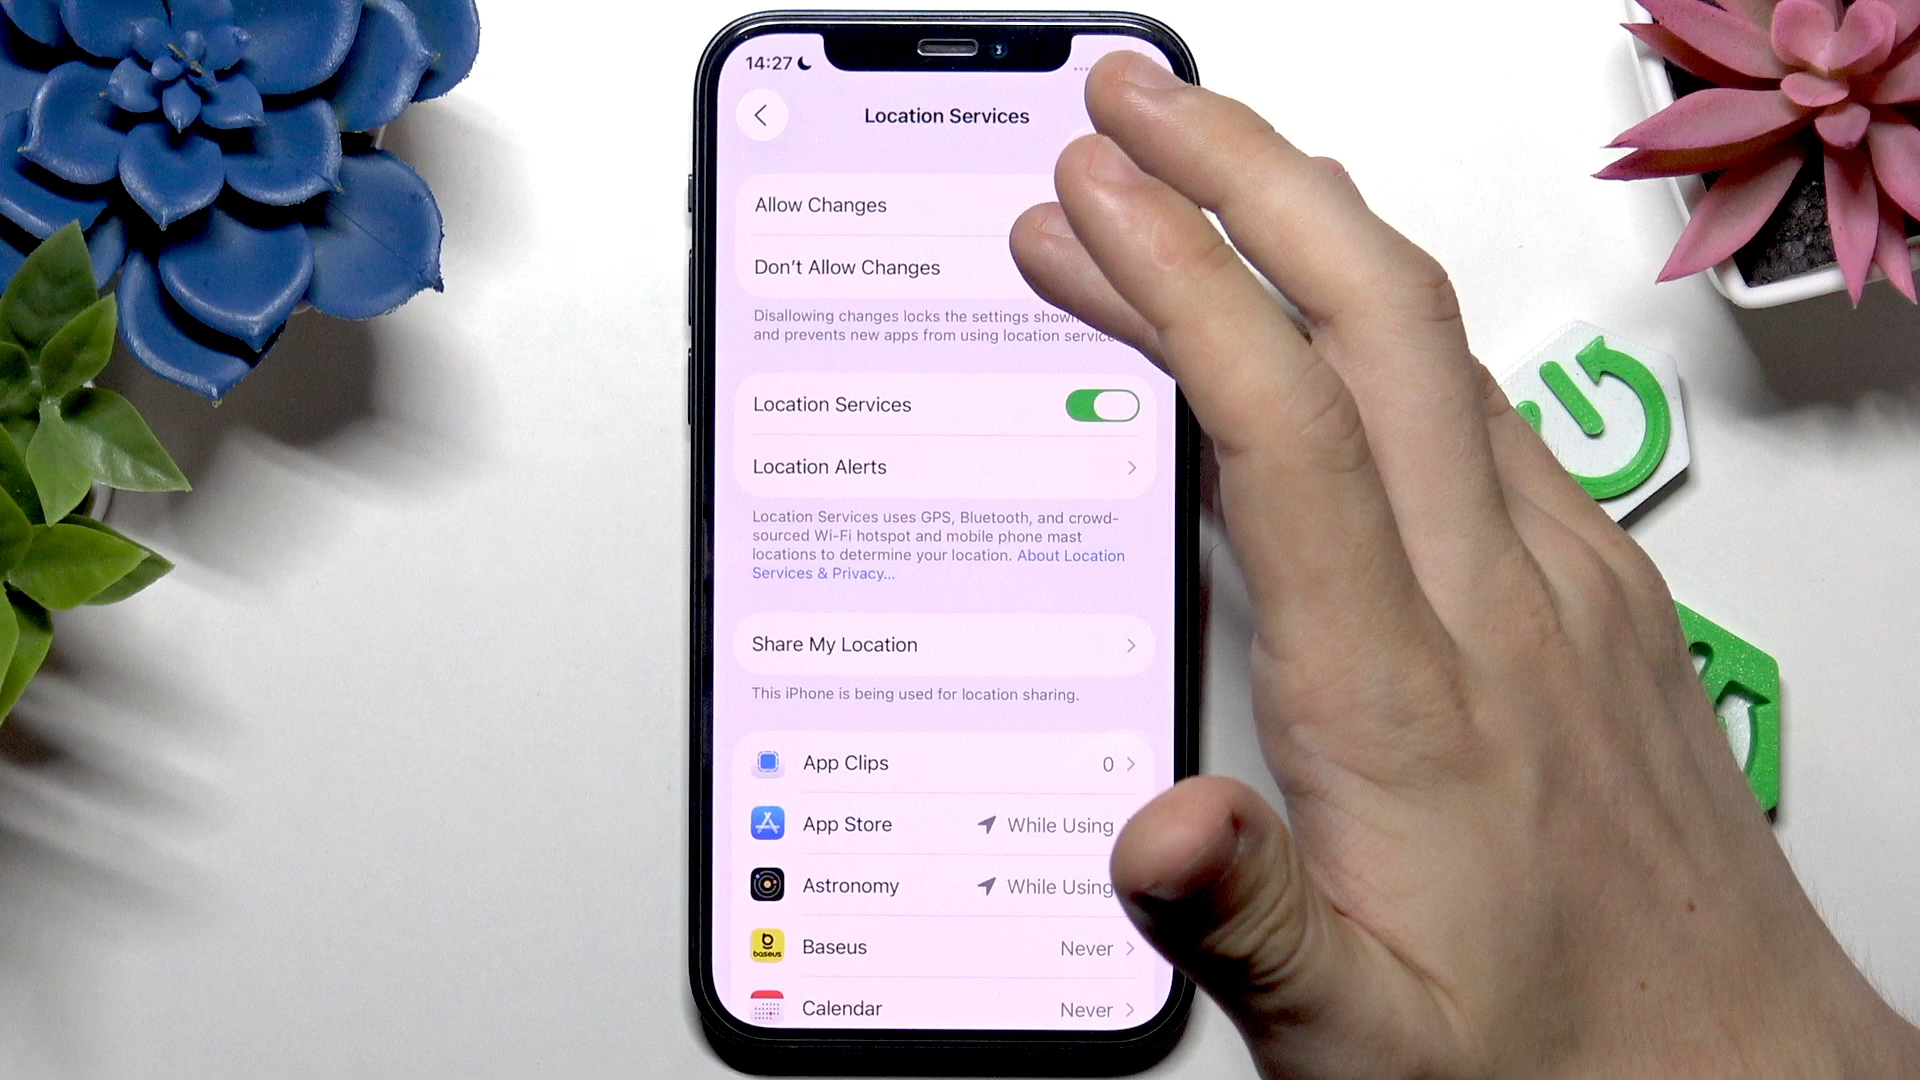 14:27
Location Services
Allow Changes
Don't Allow Changes
Disallowing changes locks the settings shown
and prevents new apps from using location service
Location Services
Location Alerts
Location Services uses GPS, Bluetooth, and crowd-
sourced Wi-Fi hotspot and mobile phone mast
locations to determine your location. About Location
Services & Privacy...
Share My Location
This iPhone is being used for location sharing.
App Clips 0
App Store While Using
Astronomy While Using
baseus
Baseus Never
Calendar Never